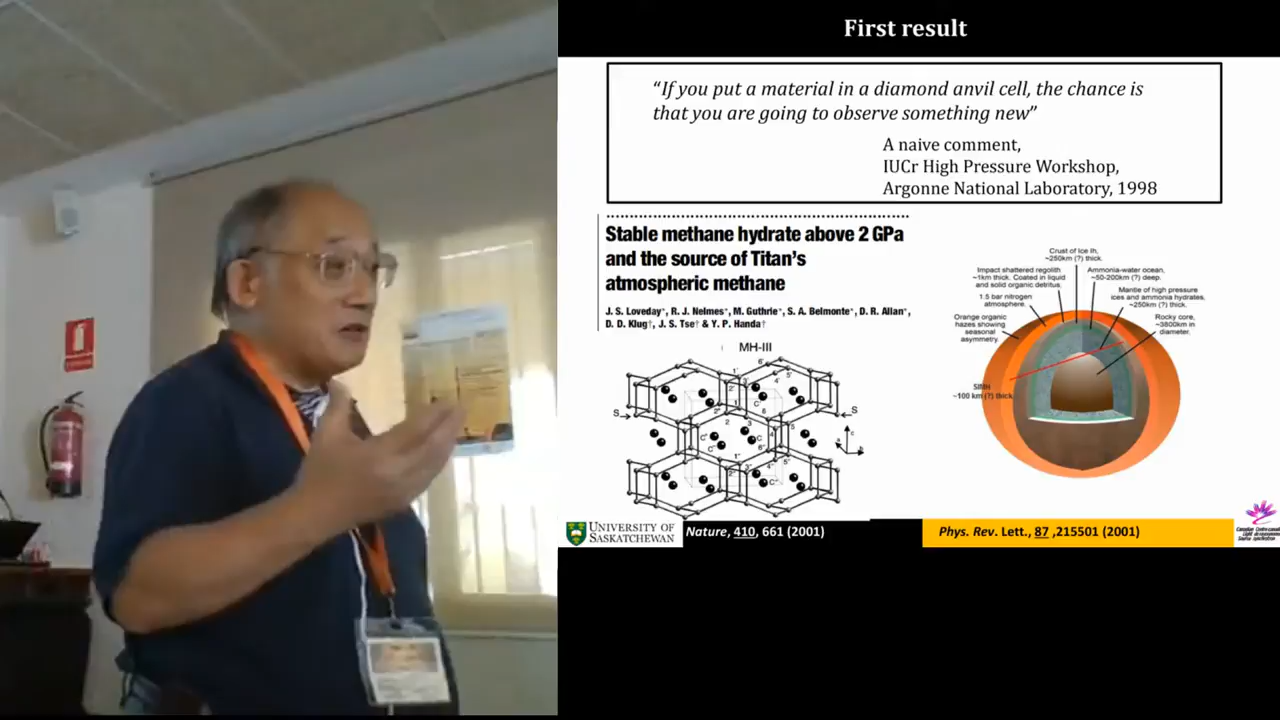 First result
“If you put a material in a diamond anvil cell, the chance is
that you are going to observe something new”
A naive comment,
IUCr High Pressure Workshop,
Argonne National Laboratory, 1998
Stable methane hydrate above 2 GPa
and the source of Titan’s
atmospheric methane
J. S. Loveday*, R. J. Nelmes*, M. Guthrie*, S. A. Belmonte*, D. R. Allan*,
D. D. Klug†, J. S. Tse† & Y. P. Handa†
MH-III
S
S
Crust of Ice Ih,
~250km (?) thick.
Impact shattered regolith
~1km thick. Coated in liquid
and solid organic detritus.
Ammonia-water ocean,
~50-200km (?) deep.
1.5 bar nitrogen
atmosphere.
Mantle of high pressure
ices and ammonia hydrates,
~250km (?) thick.
Orange organic
hazes showing
seasonal
asymmetry.
Rocky core,
~3800km in
diameter.
SIMH
~100 km (?) thick
UNIVERSITY OF
SASKATCHEWAN
Nature, 410, 661 (2001)
Phys. Rev. Lett., 87 ,215501 (2001)